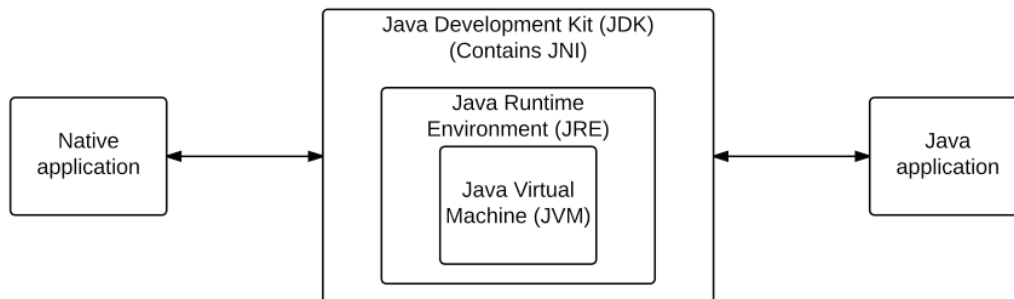 Java Development Kit (JDK)
(Contains JNI)
Java Runtime
Environment (JRE)
Native
application
Java Virtual
Machine (JVM)
Java
application